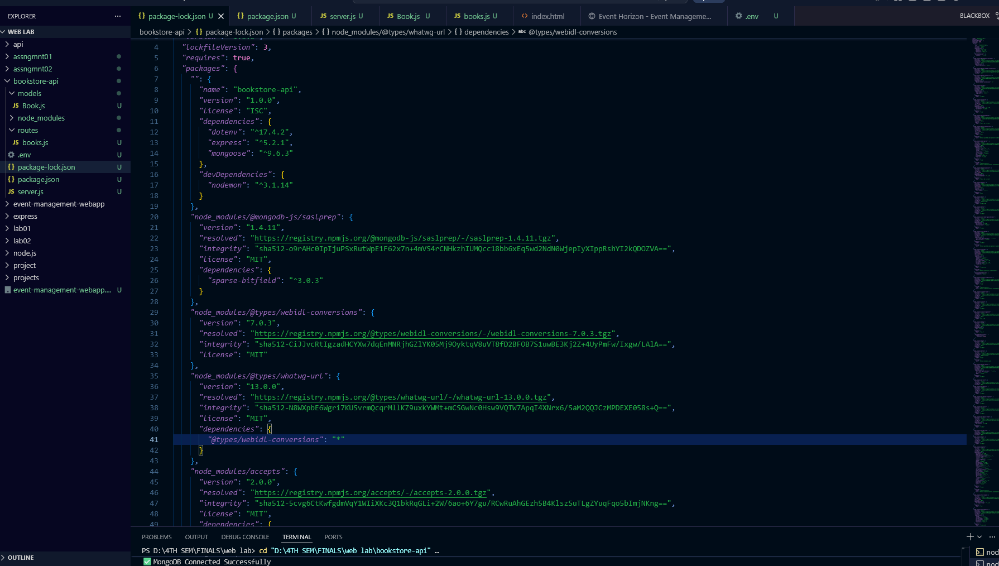 EXPLORER
···
package-lock.json U
package.json U
JS server.js U
JS Book.js U
JS books.js U
index.html
Event Horizon - Event Manageme...
.env U
BLACKBOX
WEB LAB
api
assngmnt01
assngmnt02
bookstore-api
models
JS Book.js U
node_modules
routes
JS books.js U
.env U
package-lock.json U
package.json U
JS server.js U
event-management-webapp
express
lab01
lab02
node.js
project
projects
event-management-webapp.... U
OUTLINE
bookstore-api > {} package-lock.json > {} packages > {} node_modules/@types/whatwg-url > {} dependencies > abc @types/webidl-conversions
4 "lockfileVersion": 3,
5 "requires": true,
6 "packages": {
7 "": {
8 "name": "bookstore-api",
9 "version": "1.0.0",
10 "license": "ISC",
11 "dependencies": {
12 "dotenv": "^17.4.2",
13 "express": "^5.2.1",
14 "mongoose": "^9.6.3"
15 },
16 "devDependencies": {
17 "nodemon": "^3.1.14"
18 }
19 },
20 "node_modules/@mongodb-js/saslprep": {
21 "version": "1.4.11",
22 "resolved": "https://registry.npmjs.org/@mongodb-js/saslprep/-/saslprep-1.4.11.tgz",
23 "integrity": "sha512-o9rAHc0IpIjuPSxRutWpE1F62x7n+4mVS4rCNHkzhIUMQcc18bb6xEq5wd2NdN0WjepIyXIppRshYI2kQDOZVA==",
24 "license": "MIT",
25 "dependencies": {
26 "sparse-bitfield": "^3.0.3"
27 }
28 },
29 "node_modules/@types/webidl-conversions": {
30 "version": "7.0.3",
31 "resolved": "https://registry.npmjs.org/@types/webidl-conversions/-/webidl-conversions-7.0.3.tgz",
32 "integrity": "sha512-CiJJvcRtIgzadHCYXw7dqEnMNRjhGZlYK05Mj9OyktqV8uVT8fD2BFOB7S1uwBE3Kj2Z+4UyPmFw/Ixgw/LAlA==",
33 "license": "MIT"
34 },
35 "node_modules/@types/whatwg-url": {
36 "version": "13.0.0",
37 "resolved": "https://registry.npmjs.org/@types/whatwg-url/-/whatwg-url-13.0.0.tgz",
38 "integrity": "sha512-N8WXpbE6Wgri7KUSvrmQcqrMllKZ9uxkYWMt+mCSGwNc0Hsw9VQTW7ApqI4XNrx6/SaM2QQJCzMPDEXE058s+Q==",
39 "license": "MIT",
40 "dependencies": {
41 "@types/webidl-conversions": "*"
42 }
43 },
44 "node_modules/accepts": {
45 "version": "2.0.0",
46 "resolved": "https://registry.npmjs.org/accepts/-/accepts-2.0.0.tgz",
47 "integrity": "sha512-5cvg6CtKwfgdmVqY1WIiXKc3Q1bkRqGLi+2W/6ao+6Y7gu/RCwRuAhGEzh5B4KlszSuTLgZYuqFqo5bImjNKng==",
48 "license": "MIT",
49 "dependencies": {
PROBLEMS OUTPUT DEBUG CONSOLE TERMINAL PORTS
PS D:\4TH SEM\FINALS\web lab> cd "D:\4TH SEM\FINALS\web lab\bookstore-api" …
✅ MongoDB Connected Successfully
nod
nod